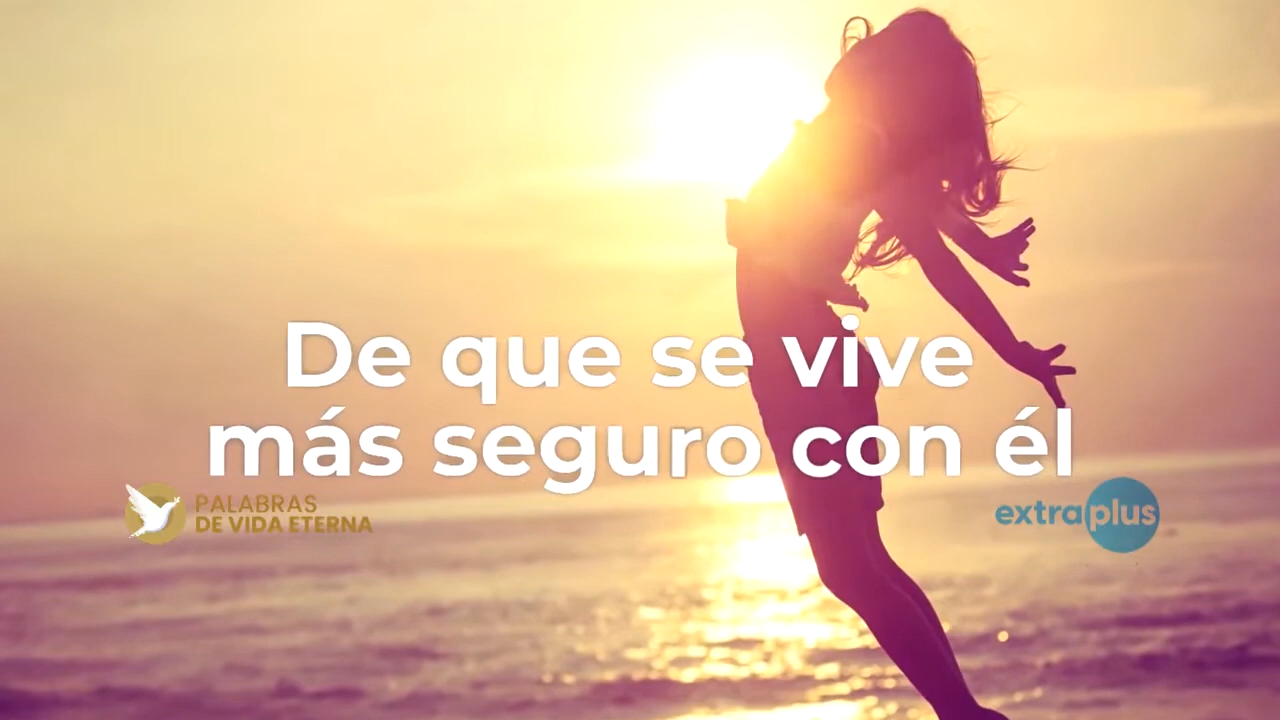 De que se vive
más seguro con él
PALABRAS
DE VIDA ETERNA
extraplus